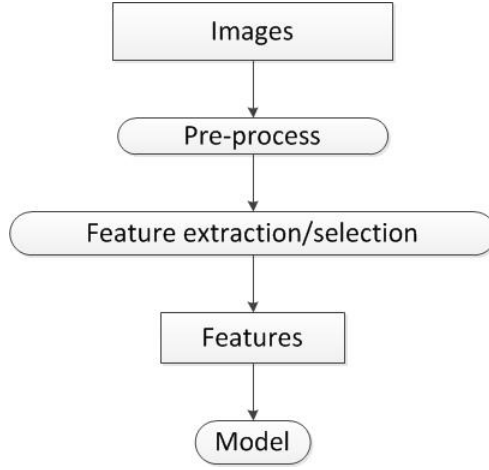 Images
Pre-process
Feature extraction/selection
Features
Model